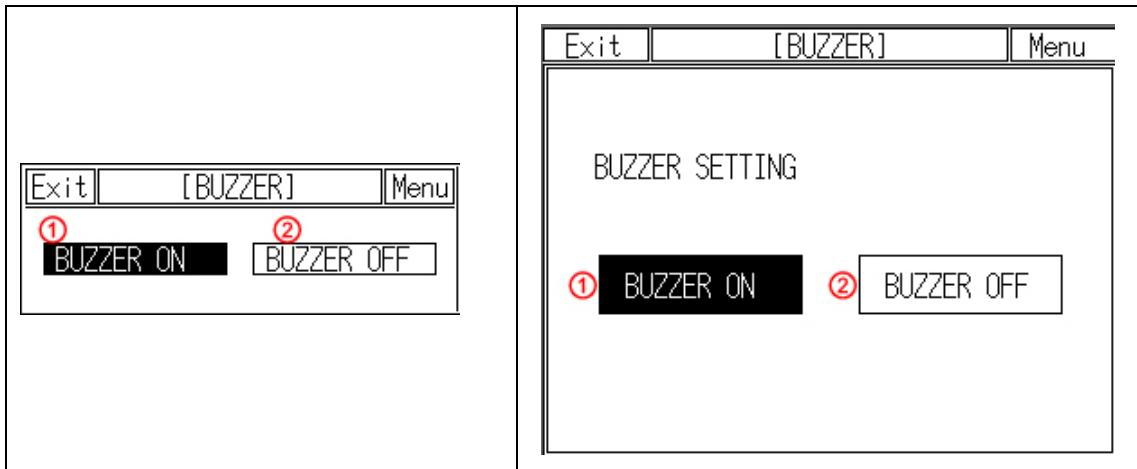 Exit [BUZZER] Menu
① ②
BUZZER ON BUZZER OFF
Exit [BUZZER] Menu
BUZZER SETTING
① BUZZER ON ② BUZZER OFF